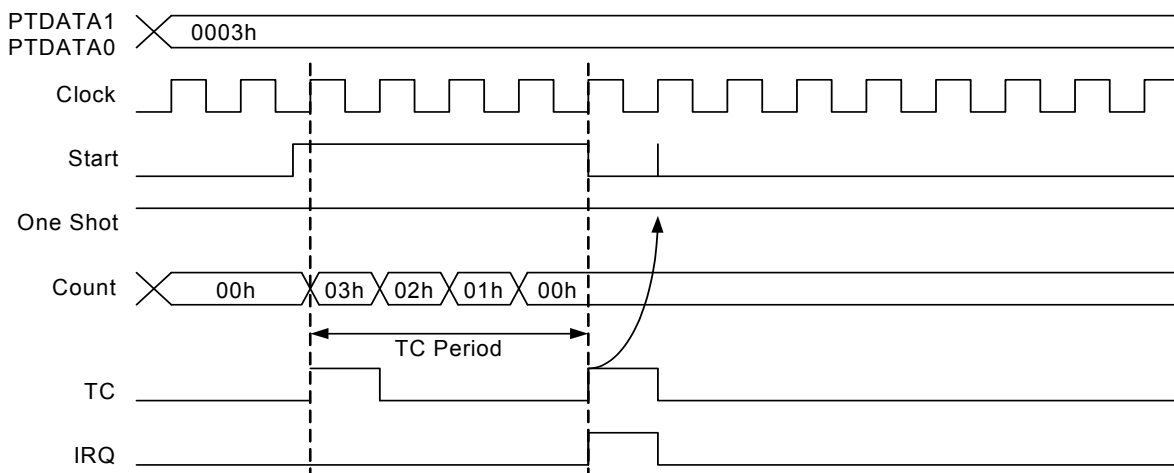 PTDATA1
PTDATA0
0003h
Clock
Start
One Shot
Count
00h 03h 02h 01h 00h
TC Period
TC
IRQ